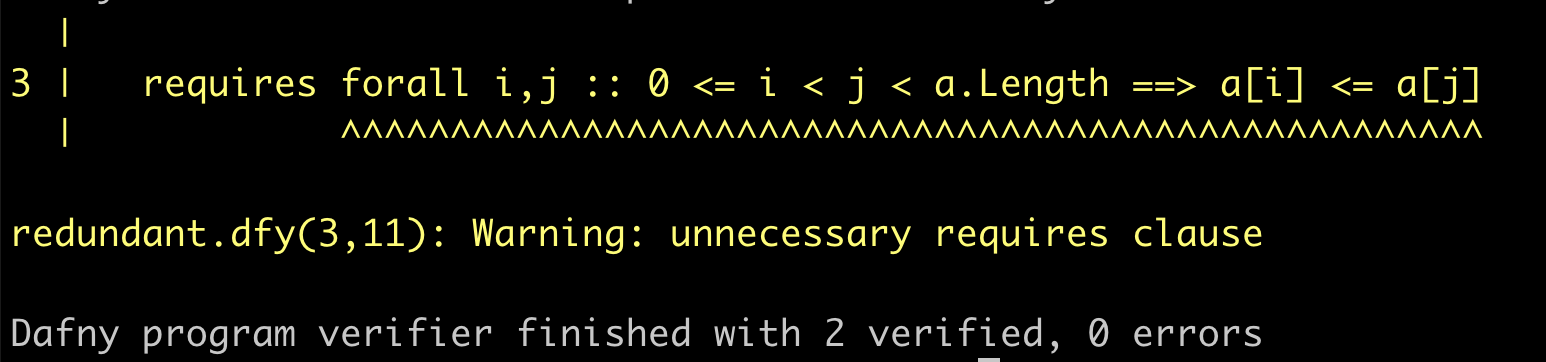 |
3 |    requires forall i,j :: 0 <= i < j < a.Length ==> a[i] <= a[j]
  |             ^^^^^^^^^^^^^^^^^^^^^^^^^^^^^^^^^^^^^^^^^^^^^^^^^^^^
redundant.dfy(3,11): Warning: unnecessary requires clause
Dafny program verifier finished with 2 verified, 0 errors